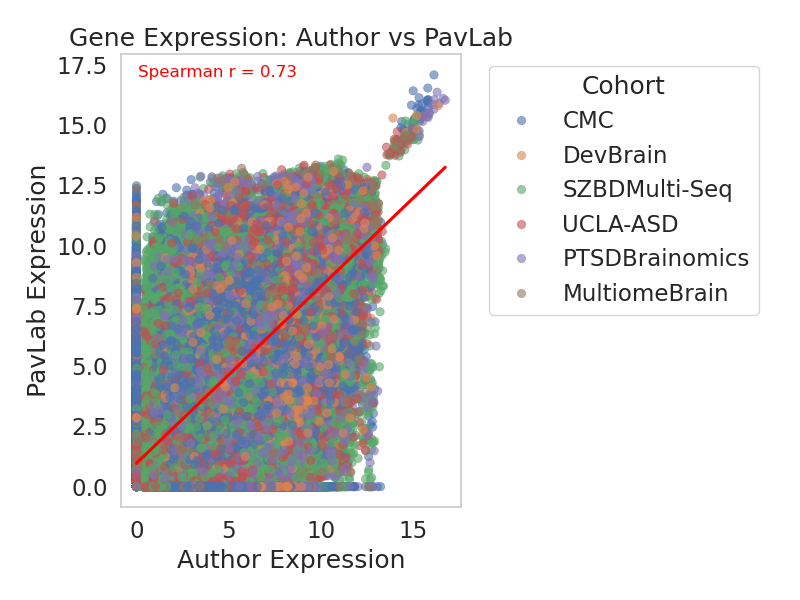 Gene Expression: Author vs PavLab
Spearman r = 0.73
17.5
15.0
12.5
10.0
7.5
5.0
2.5
0.0
PavLab Expression
0 5 10 15
Author Expression
Cohort
CMC
DevBrain
SZBDMulti-Seq
UCLA-ASD
PTSDBrainomics
MultiomeBrain